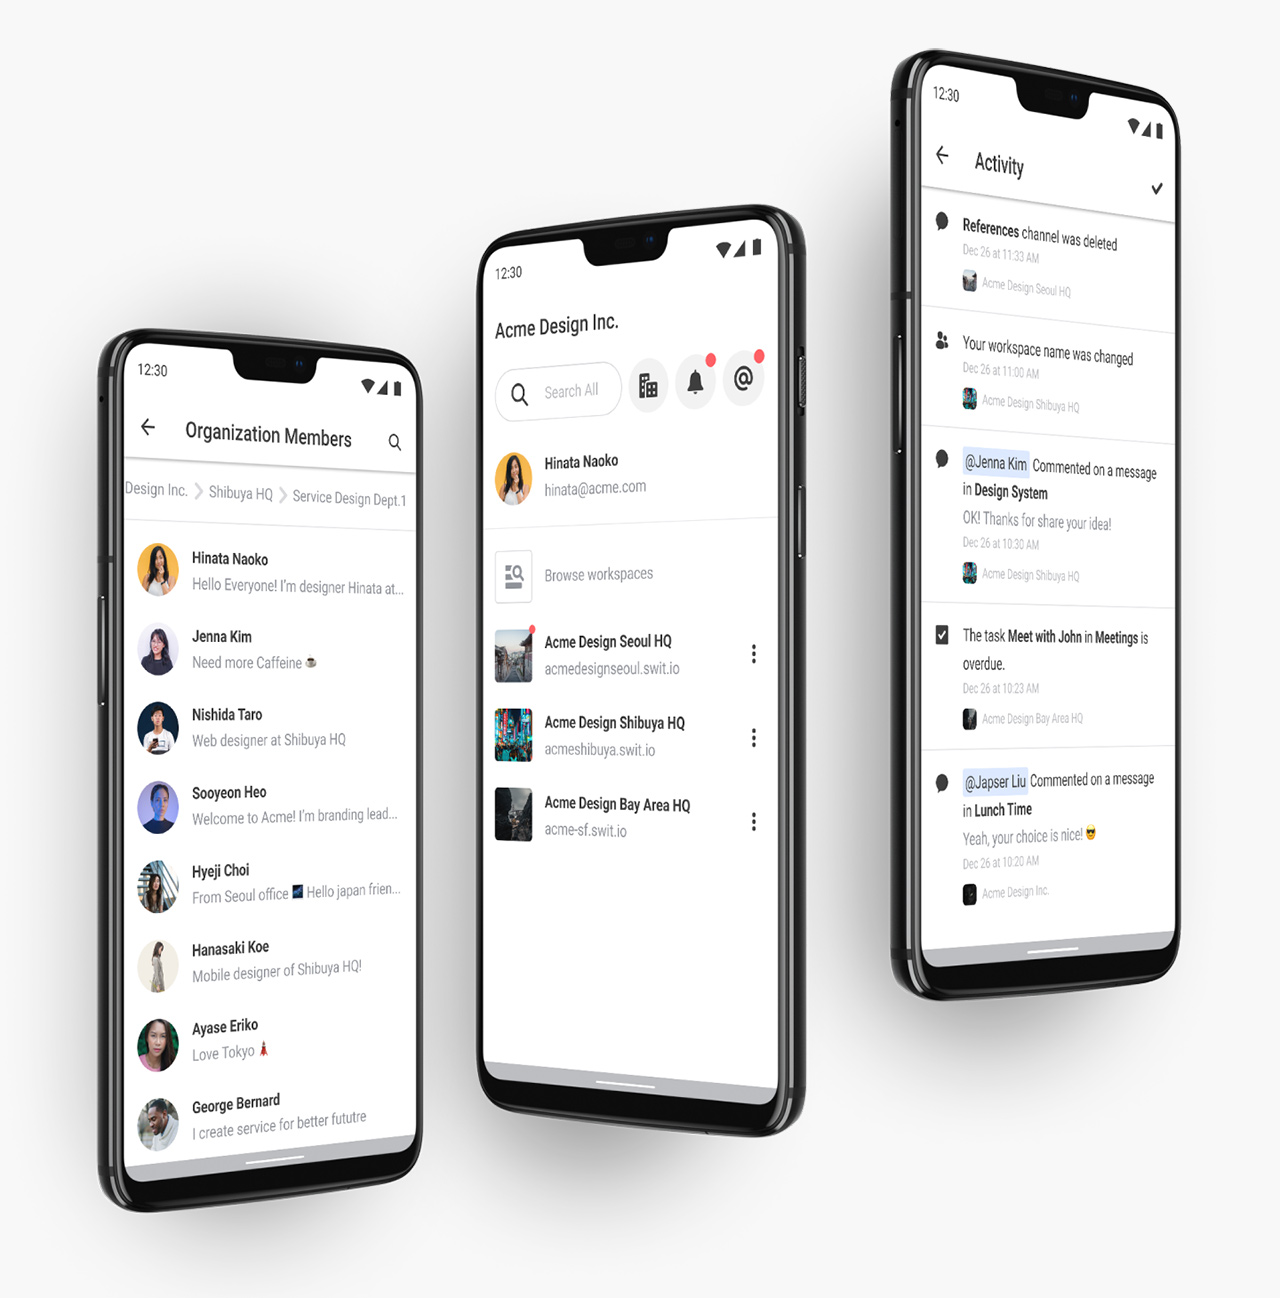 12:30
Organization Members
Design Inc. Shibuya HQ Service Design Dept.1
Hinata Naoko
Hello Everyone! I'm designer Hinata at...
Jenna Kim
Need more Caffeine ☕
Nishida Taro
Web designer at Shibuya HQ
Sooyeon Heo
Welcome to Acme! I'm branding lead...
Hyeji Choi
From Seoul office 🌌 Hello japan frien...
Hanasaki Koe
Mobile designer of Shibuya HQ!
Ayase Eriko
Love Tokyo 🗼
George Bernard
I create service for better fututre
12:30
Acme Design Inc.
Search All
@
Hinata Naoko
hinata@acme.com
Browse workspaces
Acme Design Seoul HQ
acmedesignseoul.swit.io
Acme Design Shibuya HQ
acmeshibuya.swit.io
Acme Design Bay Area HQ
acme-sf.swit.io
12:30
Activity
References channel was deleted
Dec 26 at 11:33 AM
Acme Design Seoul HQ
Your workspace name was changed
Dec 26 at 11:00 AM
Acme Design Shibuya HQ
@Jenna Kim Commented on a message
in Design System
OK! Thanks for share your idea!
Dec 26 at 10:30 AM
Acme Design Shibuya HQ
The task Meet with John in Meetings is
overdue.
Dec 26 at 10:23 AM
Acme Design Bay Area HQ
@Japser Liu Commented on a message
in Lunch Time
Yeah, your choice is nice! 😎
Dec 26 at 10:20 AM
Acme Design Inc.